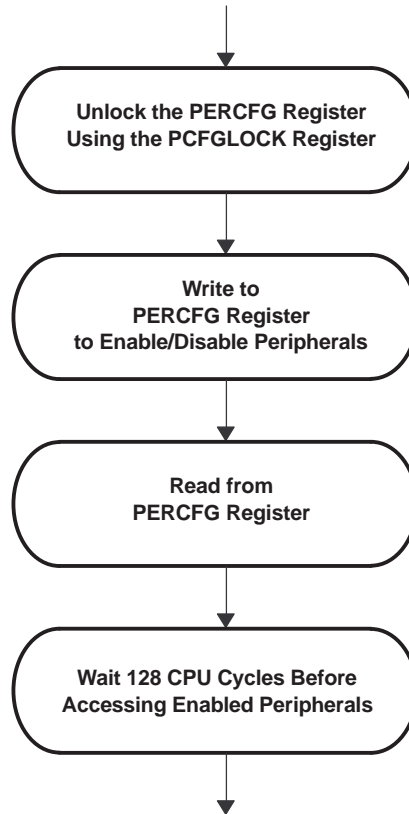 Unlock the PERCFG Register
Using the PCFGLOCK Register
Write to
PERCFG Register
to Enable/Disable Peripherals
Read from
PERCFG Register
Wait 128 CPU Cycles Before
Accessing Enabled Peripherals